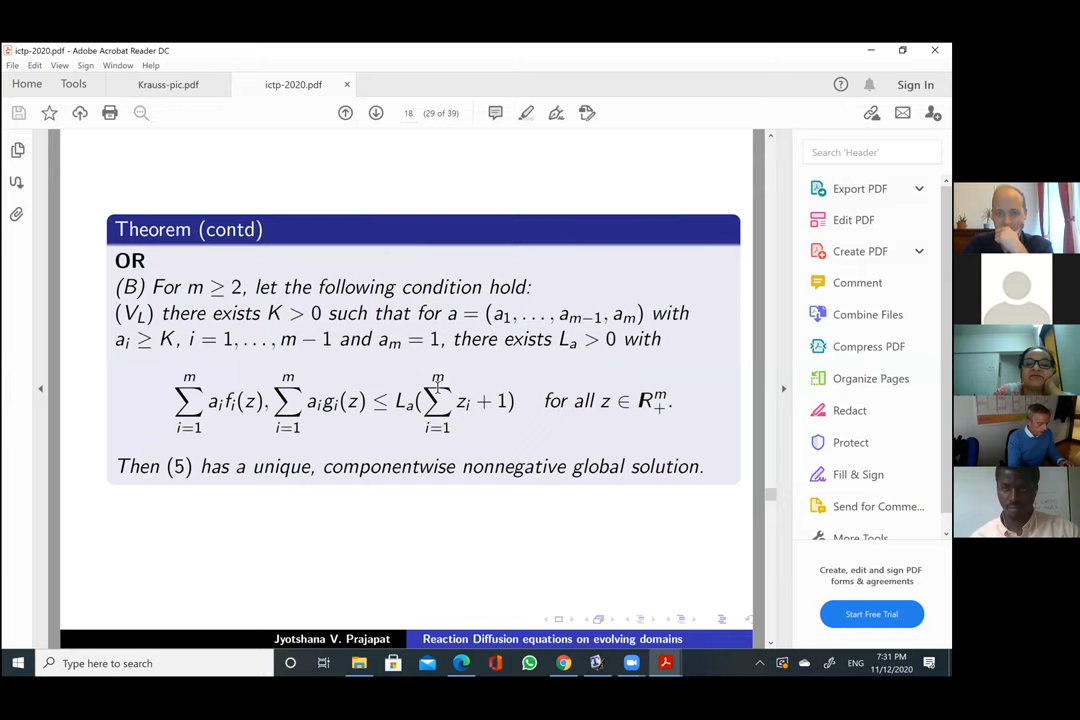 ictp-2020.pdf - Adobe Acrobat Reader DC
File Edit View Sign Window Help
Home Tools Krauss-pic.pdf ictp-2020.pdf × Sign In
18 (29 of 39)
Search 'Header'
Export PDF
Edit PDF
Create PDF
Comment
Combine Files
Compress PDF
Organize Pages
Redact
Protect
Fill & Sign
Send for Comme...
More Tools
Create, edit and sign PDF
forms & agreements
Start Free Trial
Theorem (contd)
OR
(B) For m ≥ 2, let the following condition hold:
(V_L) there exists K > 0 such that for a = (a_1, . . . , a_{m−1}, a_m) with
a_i ≥ K, i = 1, . . . , m − 1 and a_m = 1, there exists L_a > 0 with
∑_{i=1}^{m} a_i f_i(z), ∑_{i=1}^{m} a_i g_i(z) ≤ L_a(∑_{i=1}^{m} z_i + 1) for all z ∈ R_+^m.
Then (5) has a unique, componentwise nonnegative global solution.
Jyotshana V. Prajapat Reaction Diffusion equations on evolving domains
Type here to search
ENG
7:31 PM
11/12/2020